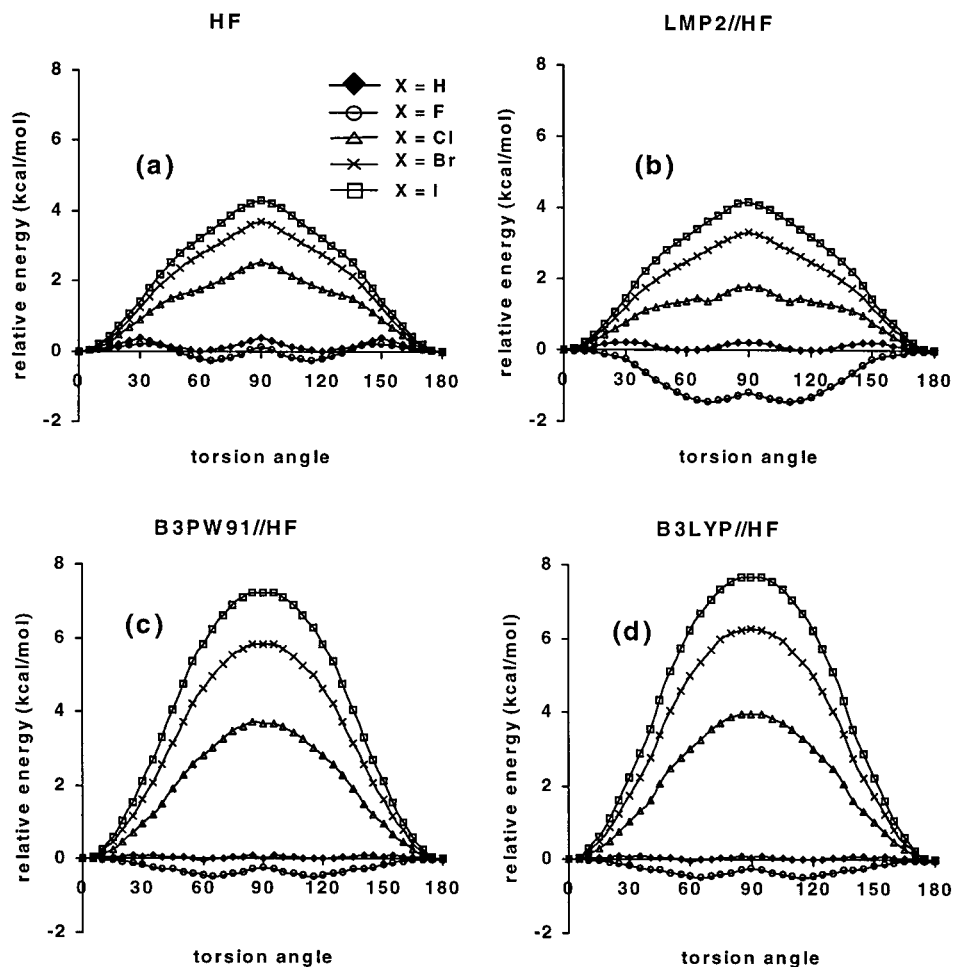 HF
relative energy (kcal/mol)
8
6
4
2
0
-2
(a)
X = H
X = F
X = Cl
X = Br
X = I
0 30 60 90 120 150 180
torsion angle
LMP2//HF
relative energy (kcal/mol)
8
6
4
2
0
-2
(b)
0 30 60 90 120 150 180
torsion angle
B3PW91//HF
relative energy (kcal/mol)
8
6
4
2
0
-2
(c)
0 30 60 90 120 150 180
torsion angle
B3LYP//HF
relative energy (kcal/mol)
8
6
4
2
0
-2
(d)
0 30 60 90 120 150 180
torsion angle